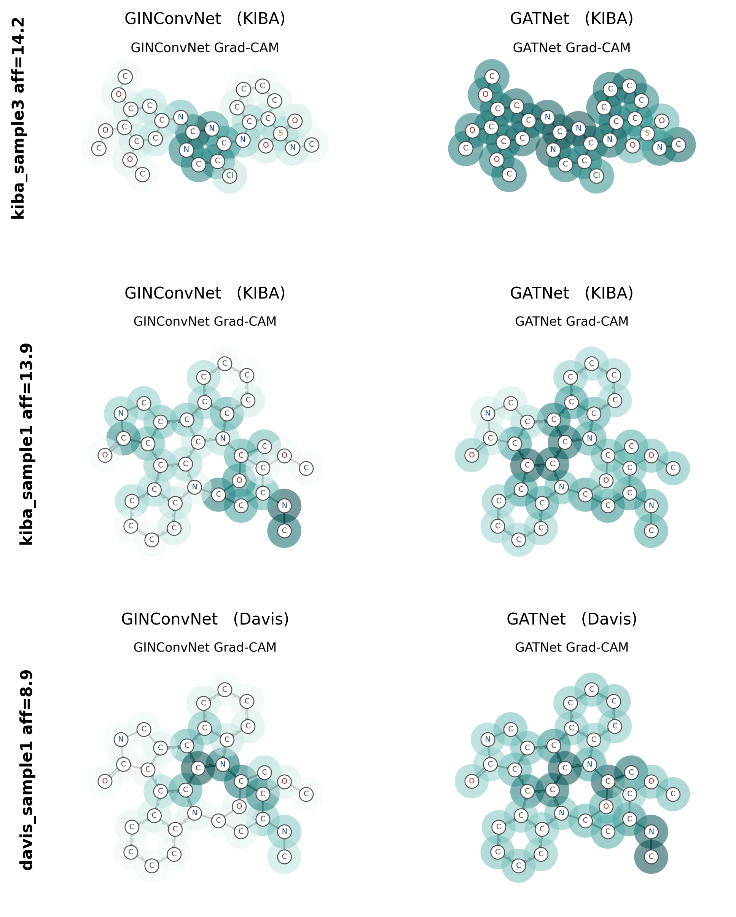 GINConvNet (KIBA)
GATNet (KIBA)
GINConvNet Grad-CAM
GATNet Grad-CAM
kiba_sample3 aff=14.2
GINConvNet (KIBA)
GATNet (KIBA)
GINConvNet Grad-CAM
GATNet Grad-CAM
kiba_sample1 aff=13.9
GINConvNet (Davis)
GATNet (Davis)
GINConvNet Grad-CAM
GATNet Grad-CAM
davis_sample1 aff=8.9